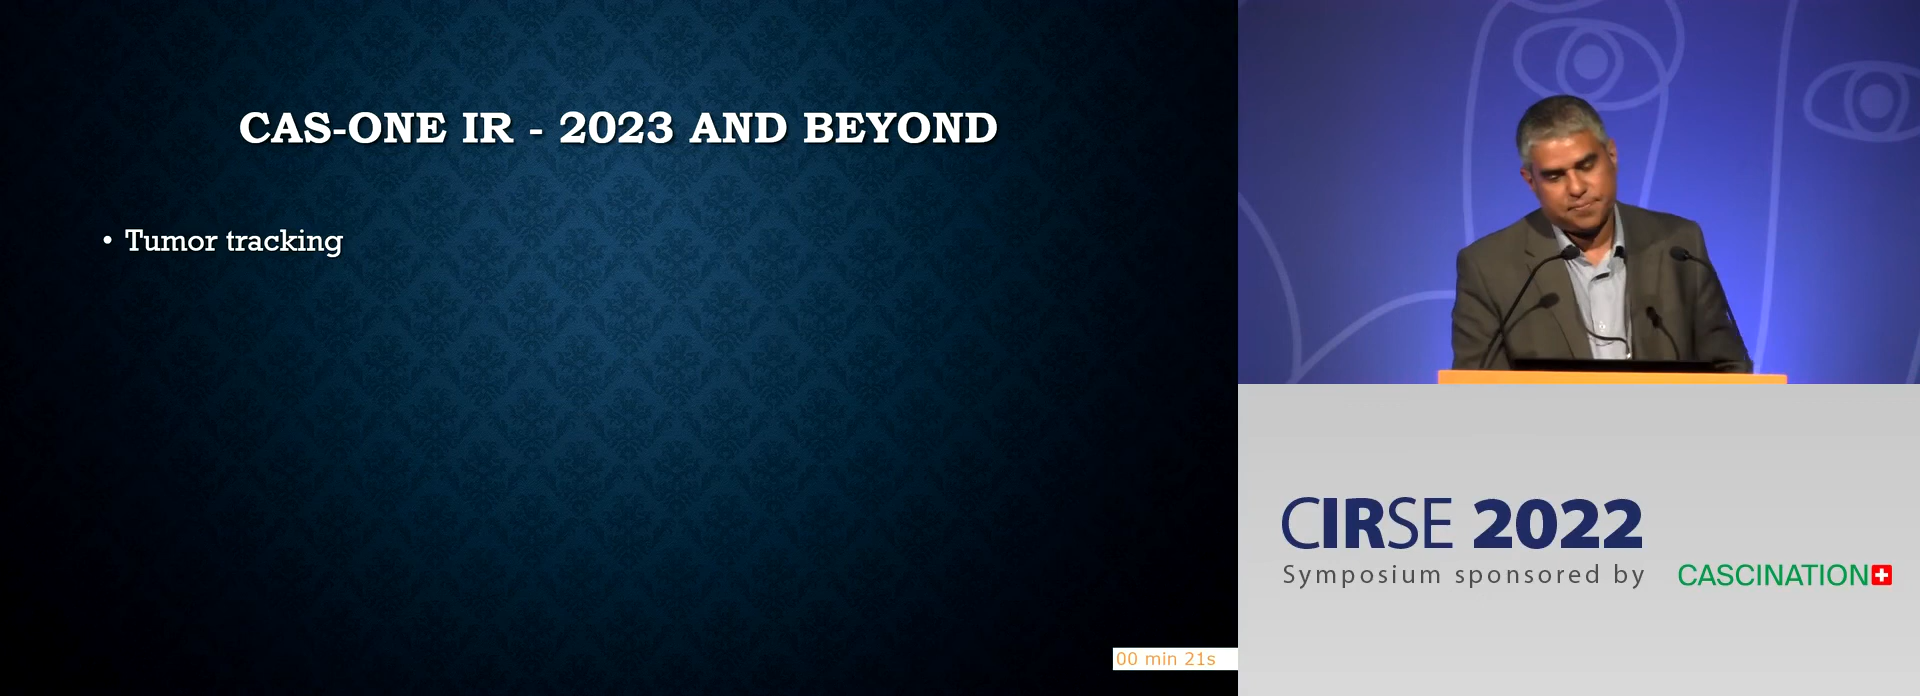 CAS-ONE IR - 2023 AND BEYOND
• Tumor tracking
00 min 21s
CIRSE 2022
Symposium sponsored by CASCINATION